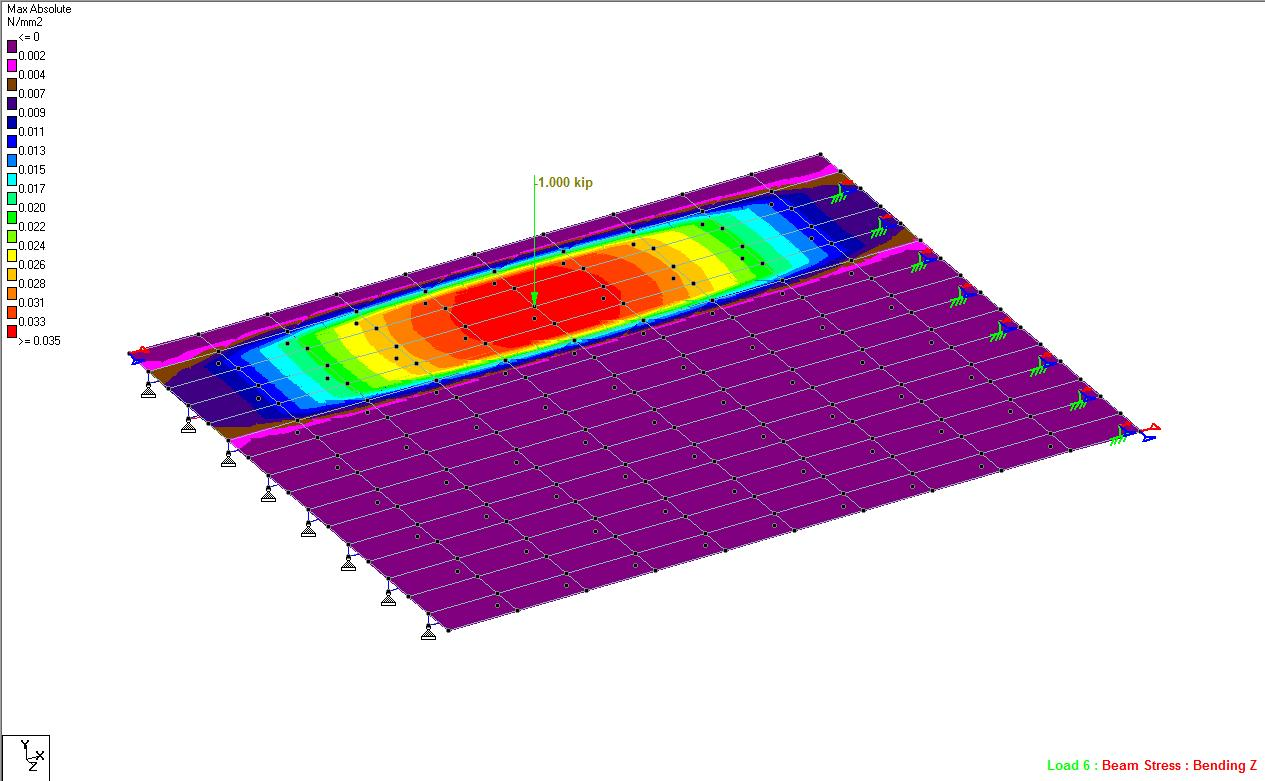 Max Absolute
N/mm2
<= 0
0.002
0.004
0.007
0.009
0.011
0.013
0.015
0.017
0.020
0.022
0.024
0.026
0.028
0.031
0.033
>= 0.035
-1.000 kip
Y
X
Z
Load 6 : Beam Stress : Bending Z